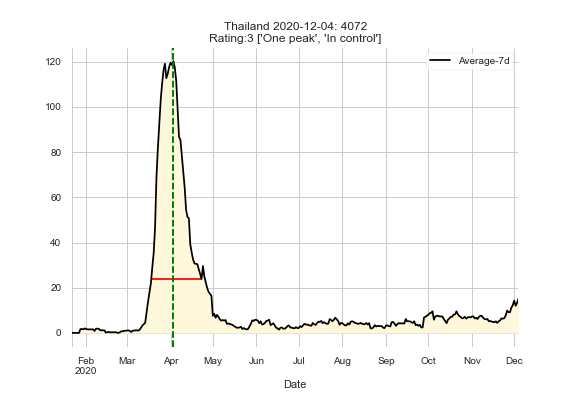 Thailand 2020-12-04: 4072
Rating:3 ['One peak', 'In control']
Average-7d
120
100
80
60
40
20
0
Feb Mar Apr May Jun Jul Aug Sep Oct Nov Dec
2020
Date